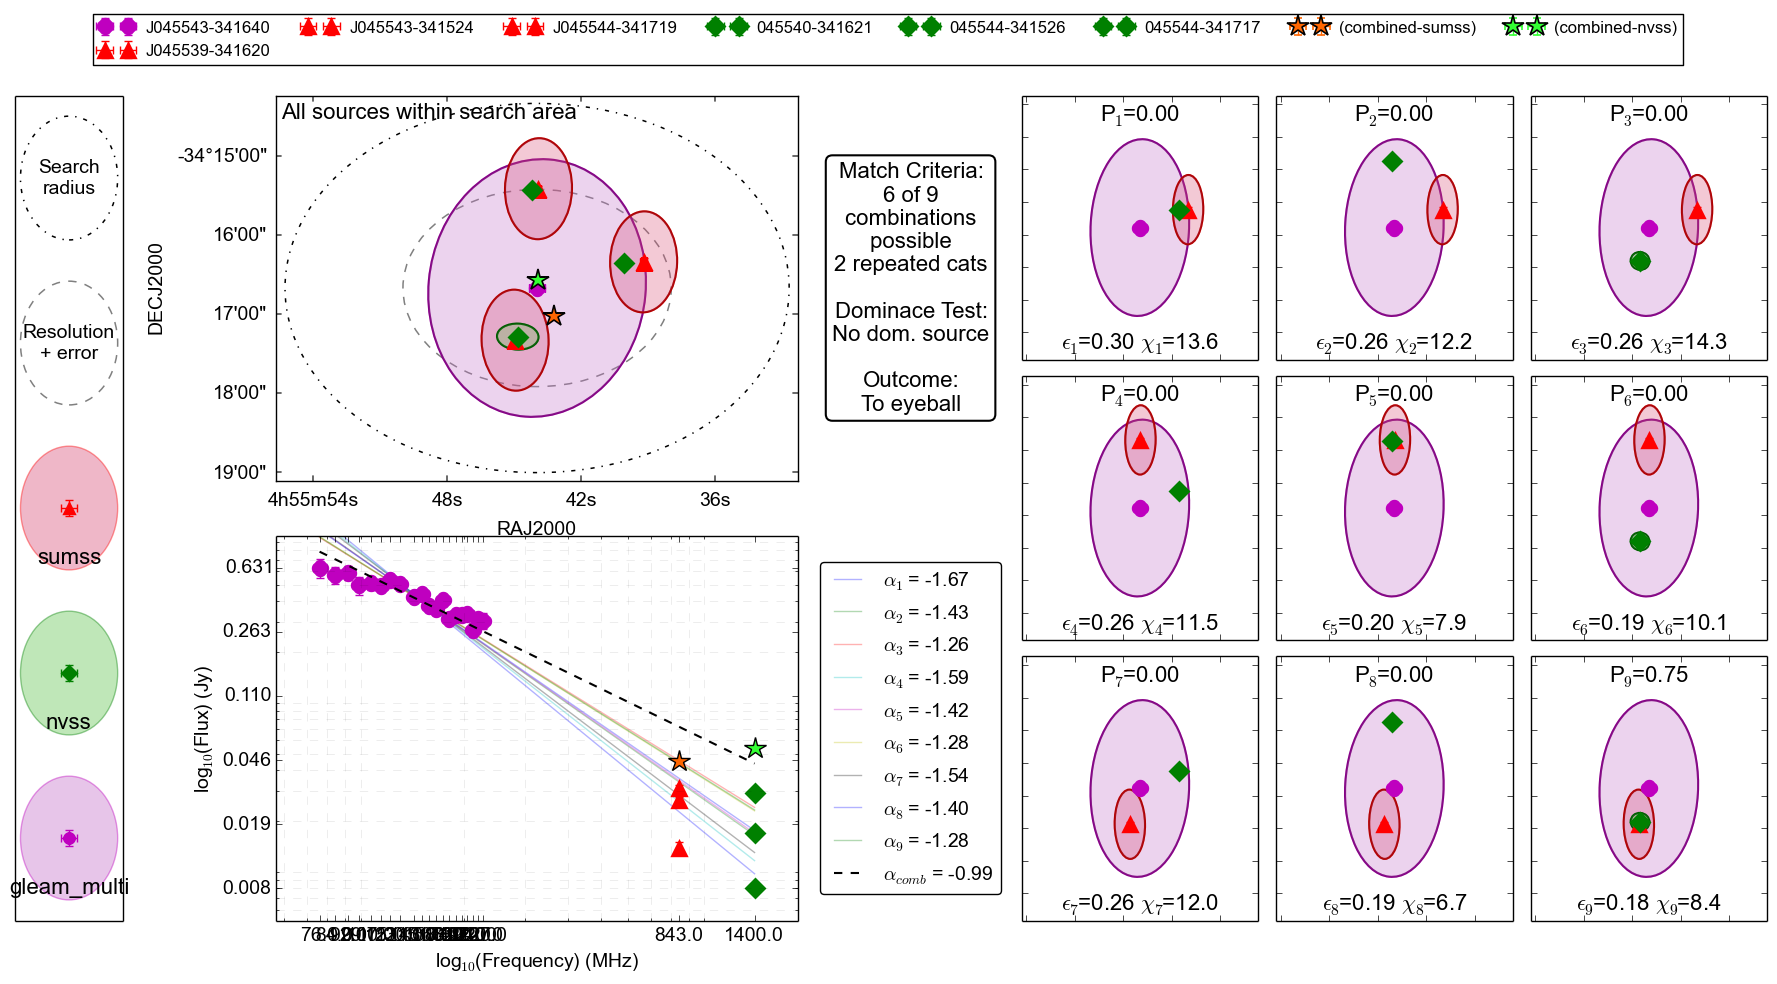 J045543-341640
J045543-341524
J045544-341719
045540-341621
045544-341526
045544-341717
(combined-sumss)
(combined-nvss)
J045539-341620
Search
radius
Resolution
+ error
sumss
nvss
gleam_multi
All sources within search area
-34°15'00"
16'00"
17'00"
18'00"
19'00"
DECJ2000
4h55m54s
48s
42s
36s
RAJ2000
Match Criteria:
6 of 9
combinations
possible
2 repeated cats
Dominace Test:
No dom. source
Outcome:
To eyeball
0.631
0.263
0.110
0.046
0.019
0.008
log10(Flux) (Jy)
843.0
1400.0
log10(Frequency) (MHz)
α1 = -1.67
α2 = -1.43
α3 = -1.26
α4 = -1.59
α5 = -1.42
α6 = -1.28
α7 = -1.54
α8 = -1.40
α9 = -1.28
αcomb = -0.99
P1=0.00
ϵ1=0.30 χ1=13.6
P2=0.00
ϵ2=0.26 χ2=12.2
P3=0.00
ϵ3=0.26 χ3=14.3
P4=0.00
ϵ4=0.26 χ4=11.5
P5=0.00
ϵ5=0.20 χ5=7.9
P6=0.00
ϵ6=0.19 χ6=10.1
P7=0.00
ϵ7=0.26 χ7=12.0
P8=0.00
ϵ8=0.19 χ8=6.7
P9=0.75
ϵ9=0.18 χ9=8.4